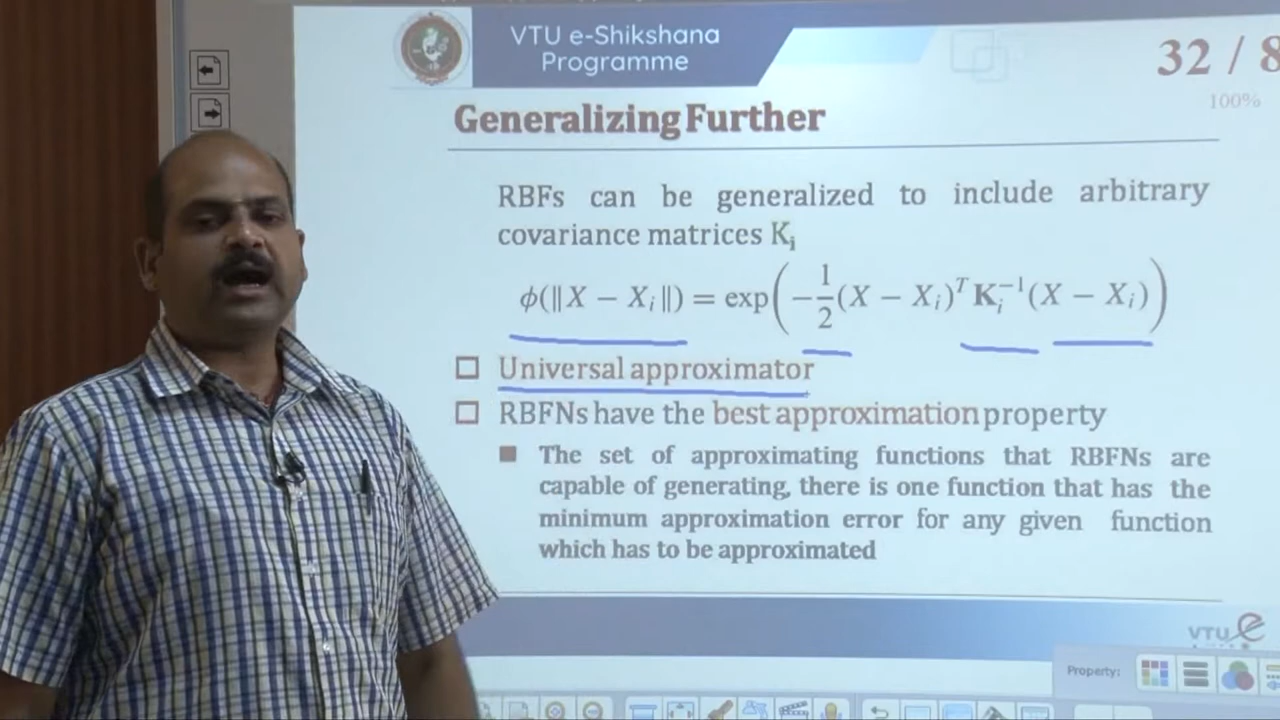 VTU e-Shikshana
Programme
32 / 8
100%
Generalizing Further
RBFs can be generalized to include arbitrary
covariance matrices Kᵢ
ϕ(‖X − Xᵢ‖) = exp(−1/2(X − Xᵢ)ᵀ Kᵢ⁻¹(X − Xᵢ))
☐ Universal approximator
☐ RBFNs have the best approximation property
■ The set of approximating functions that RBFNs are
capable of generating, there is one function that has the
minimum approximation error for any given function
which has to be approximated
VTU e
Property: